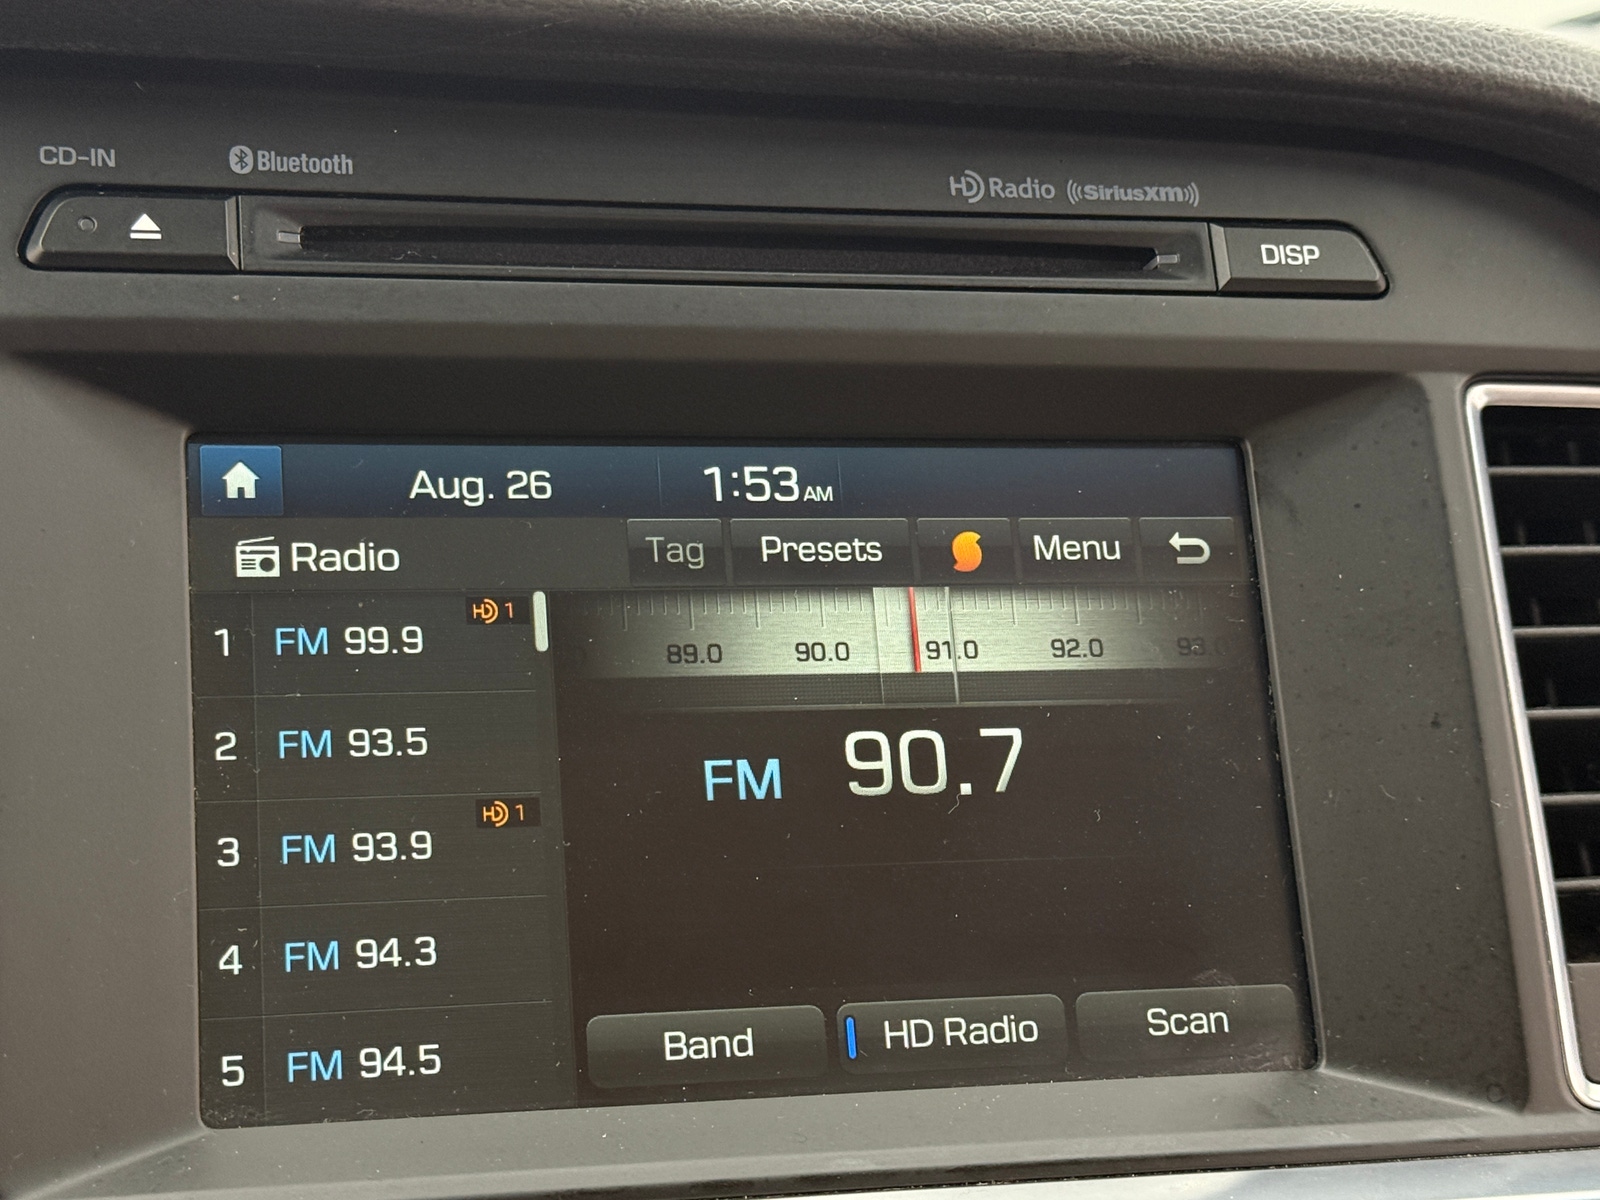 CD-IN
Bluetooth
HD Radio ((SiriusXM))
DISP
Aug. 26 1:53 AM
Radio Tag Presets Menu
1 FM 99.9 HD 1
2 FM 93.5
3 FM 93.9 HD 1
4 FM 94.3
5 FM 94.5
89.0 90.0 91.0 92.0 93.0
FM 90.7
Band HD Radio Scan